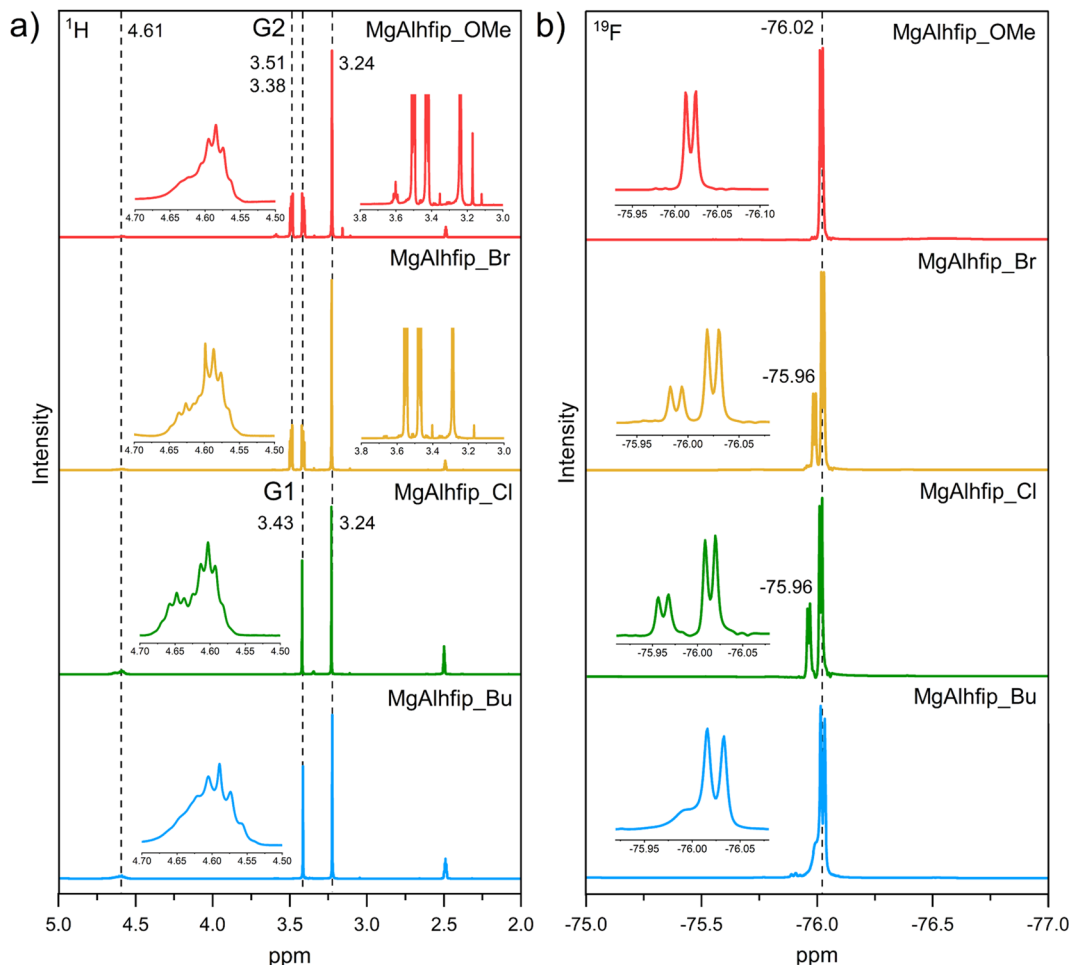 a)
¹H
4.61
G2
MgAlhfip_OMe
3.51
3.38
3.24
4.70 4.65 4.60 4.55 4.50
3.8 3.6 3.4 3.2 3.0
MgAlhfip_Br
4.70 4.65 4.60 4.55 4.50
3.8 3.6 3.4 3.2 3.0
G1
MgAlhfip_Cl
3.43
3.24
4.70 4.65 4.60 4.55 4.50
MgAlhfip_Bu
4.70 4.65 4.60 4.55 4.50
Intensity
5.0 4.5 4.0 3.5 3.0 2.5 2.0
ppm
b)
¹⁹F
-76.02
MgAlhfip_OMe
-75.95 -76.00 -76.05 -76.10
MgAlhfip_Br
-75.96
-75.95 -76.00 -76.05
MgAlhfip_Cl
-75.96
-75.95 -76.00 -76.05
MgAlhfip_Bu
-75.95 -76.00 -76.05
Intensity
-75.0 -75.5 -76.0 -76.5 -77.0
ppm